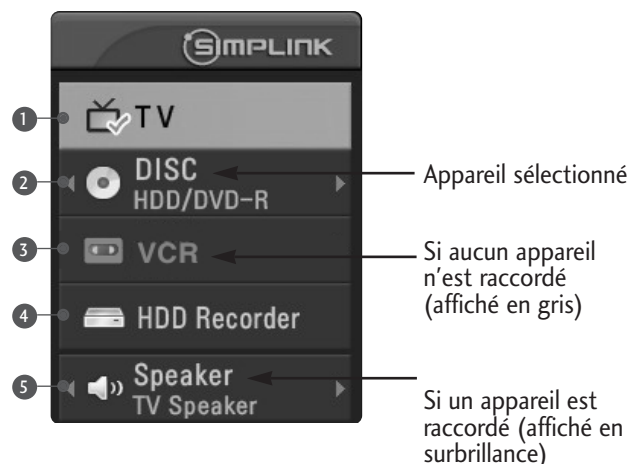 SIMPLINK
1 TV
2 DISC
HDD/DVD-R
Appareil sélectionné
3 VCR
Si aucun appareil
n'est raccordé
(affiché en gris)
4 HDD Recorder
5 Speaker
TV Speaker
Si un appareil est
raccordé (affiché en
surbrillance)